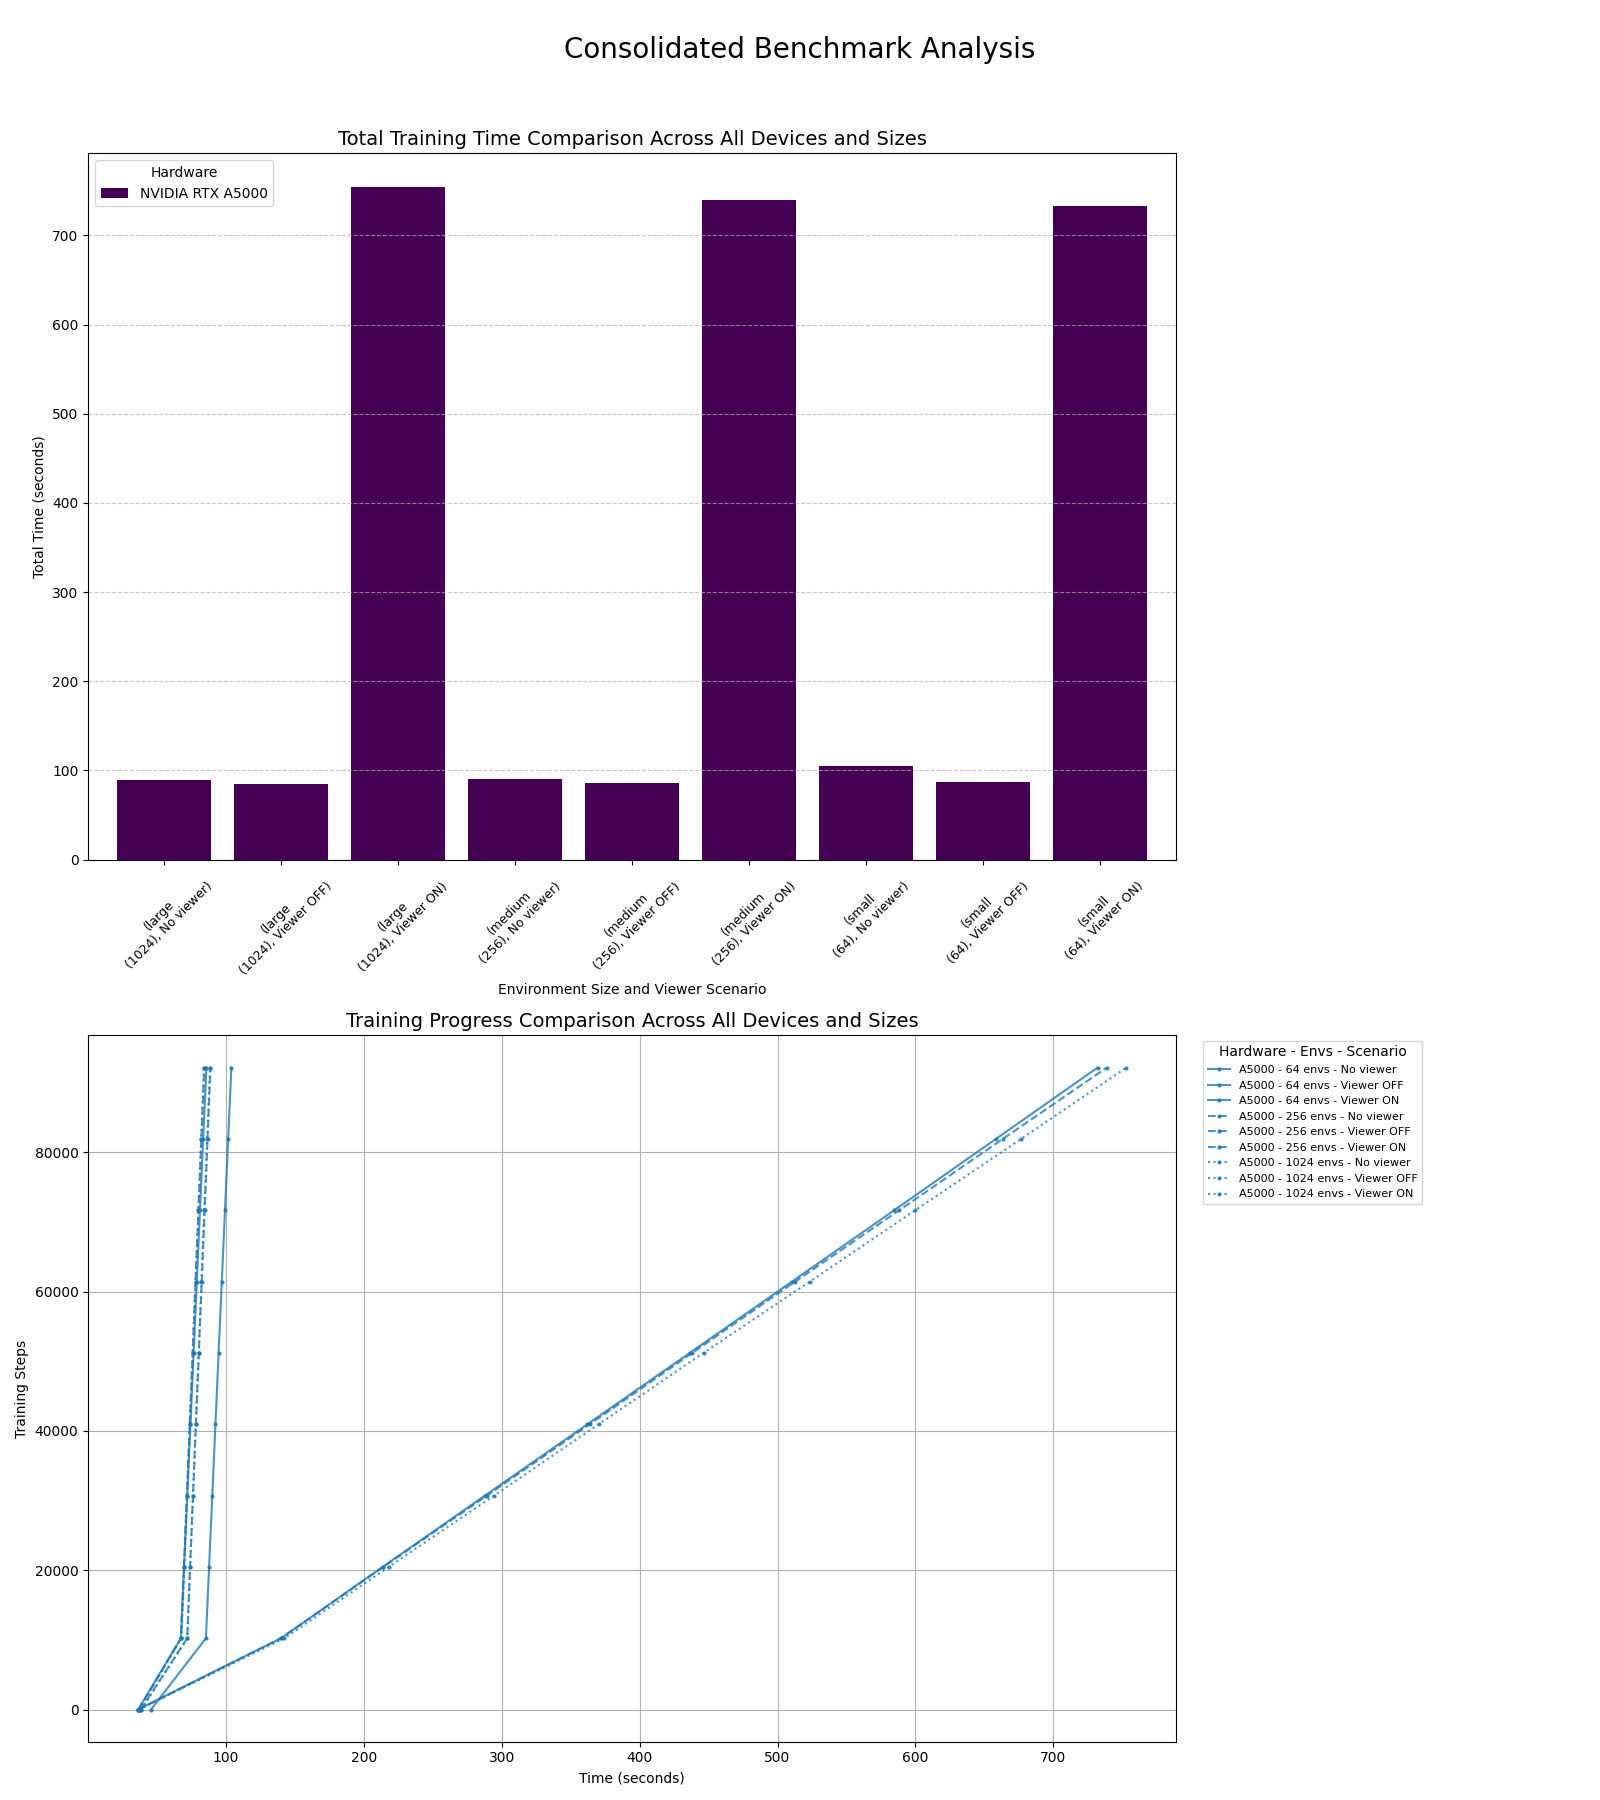 Consolidated Benchmark Analysis
Total Training Time Comparison Across All Devices and Sizes
Hardware
NVIDIA RTX A5000
Total Time (seconds)
700
600
500
400
300
200
100
0
(large
(1024), No viewer)
(large
(1024), Viewer OFF)
(large
(1024), Viewer ON)
(medium
(256), No viewer)
(medium
(256), Viewer OFF)
(medium
(256), Viewer ON)
(small
(64), No viewer)
(small
(64), Viewer OFF)
(small
(64), Viewer ON)
Environment Size and Viewer Scenario
Training Progress Comparison Across All Devices and Sizes
Training Steps
80000
60000
40000
20000
0
100
200
300
400
500
600
700
Time (seconds)
Hardware - Envs - Scenario
A5000 - 64 envs - No viewer
A5000 - 64 envs - Viewer OFF
A5000 - 64 envs - Viewer ON
A5000 - 256 envs - No viewer
A5000 - 256 envs - Viewer OFF
A5000 - 256 envs - Viewer ON
A5000 - 1024 envs - No viewer
A5000 - 1024 envs - Viewer OFF
A5000 - 1024 envs - Viewer ON